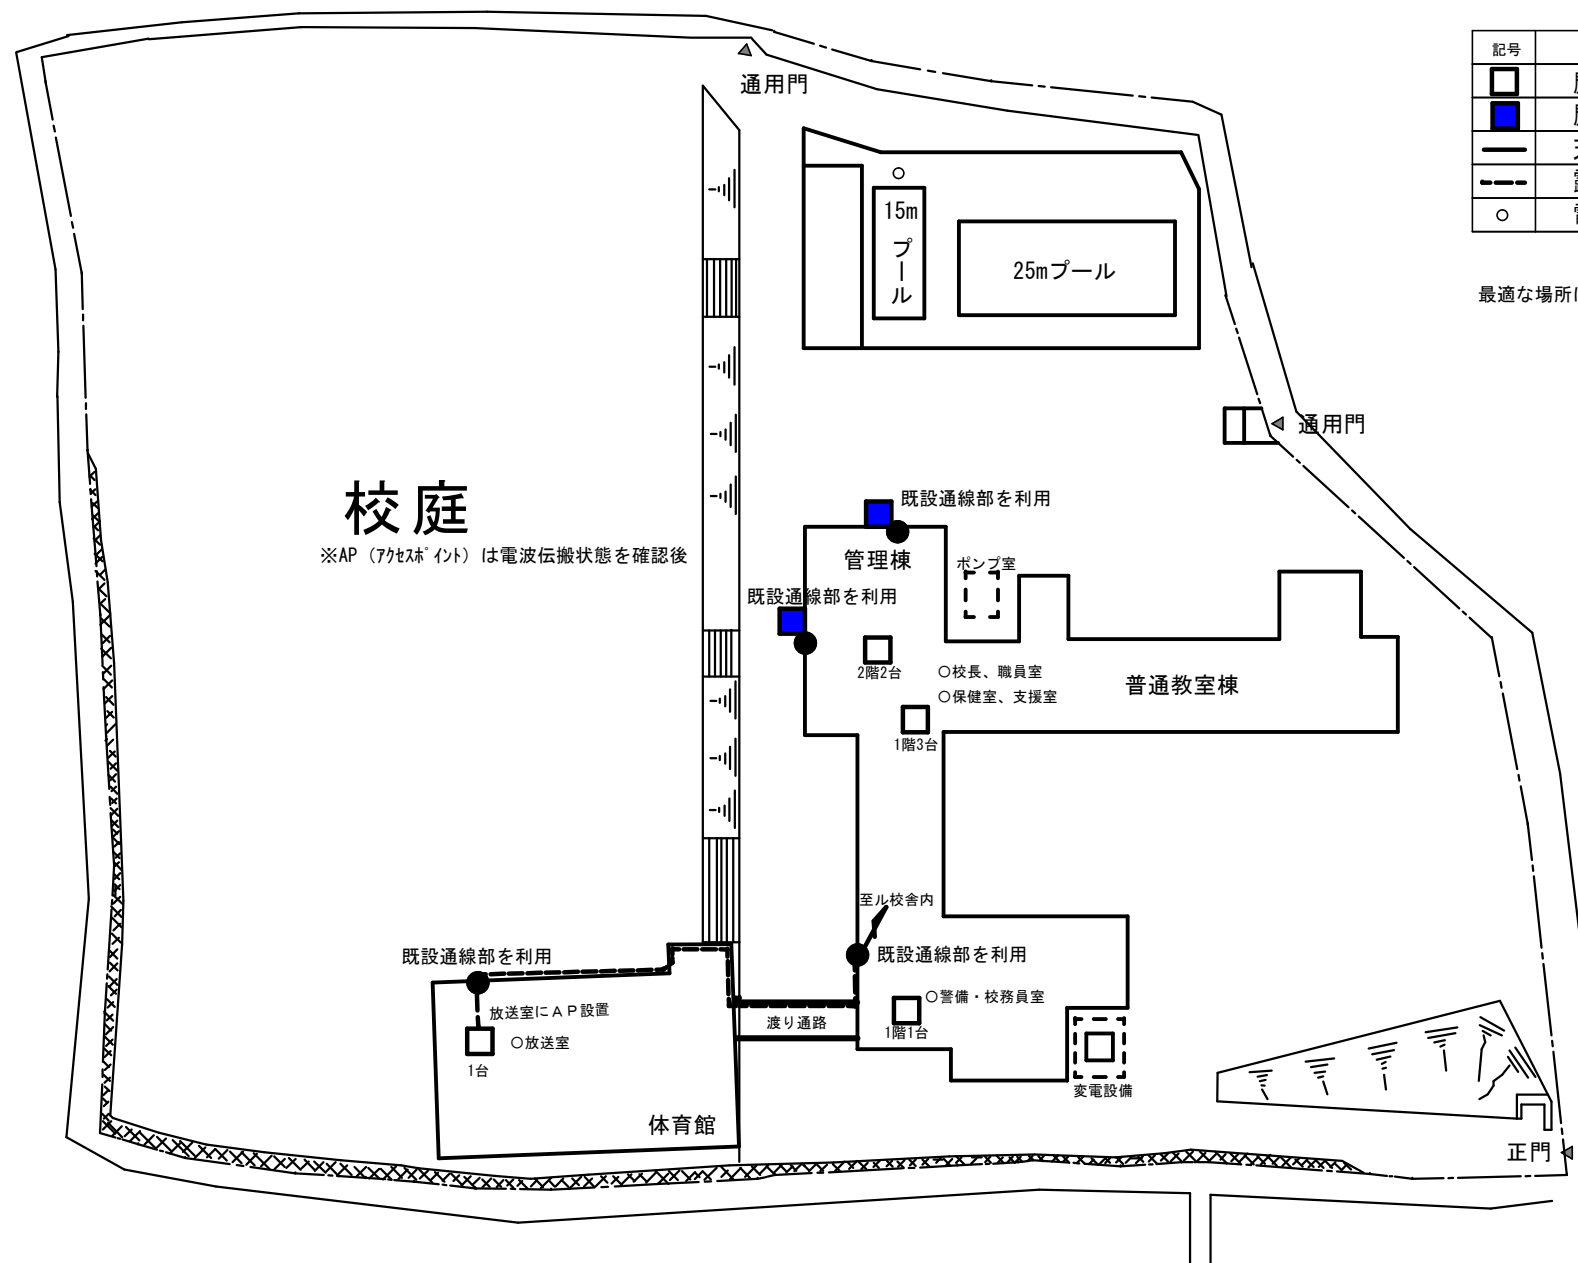 通用門
記号
15m
プール
25mプール
最適な場所に
通用門
校庭
※AP（ｱｸｾｽﾎﾟｲﾝﾄ）は電波伝搬状態を確認後
既設通線部を利用
管理棟
ポンプ室
既設通線部を利用
2階2台
○校長、職員室
○保健室、支援室
普通教室棟
1階3台
至ル校舎内
既設通線部を利用
既設通線部を利用
放送室にＡＰ設置
○放送室
1台
渡り通路
○警備・校務員室
1階1台
変電設備
体育館
正門